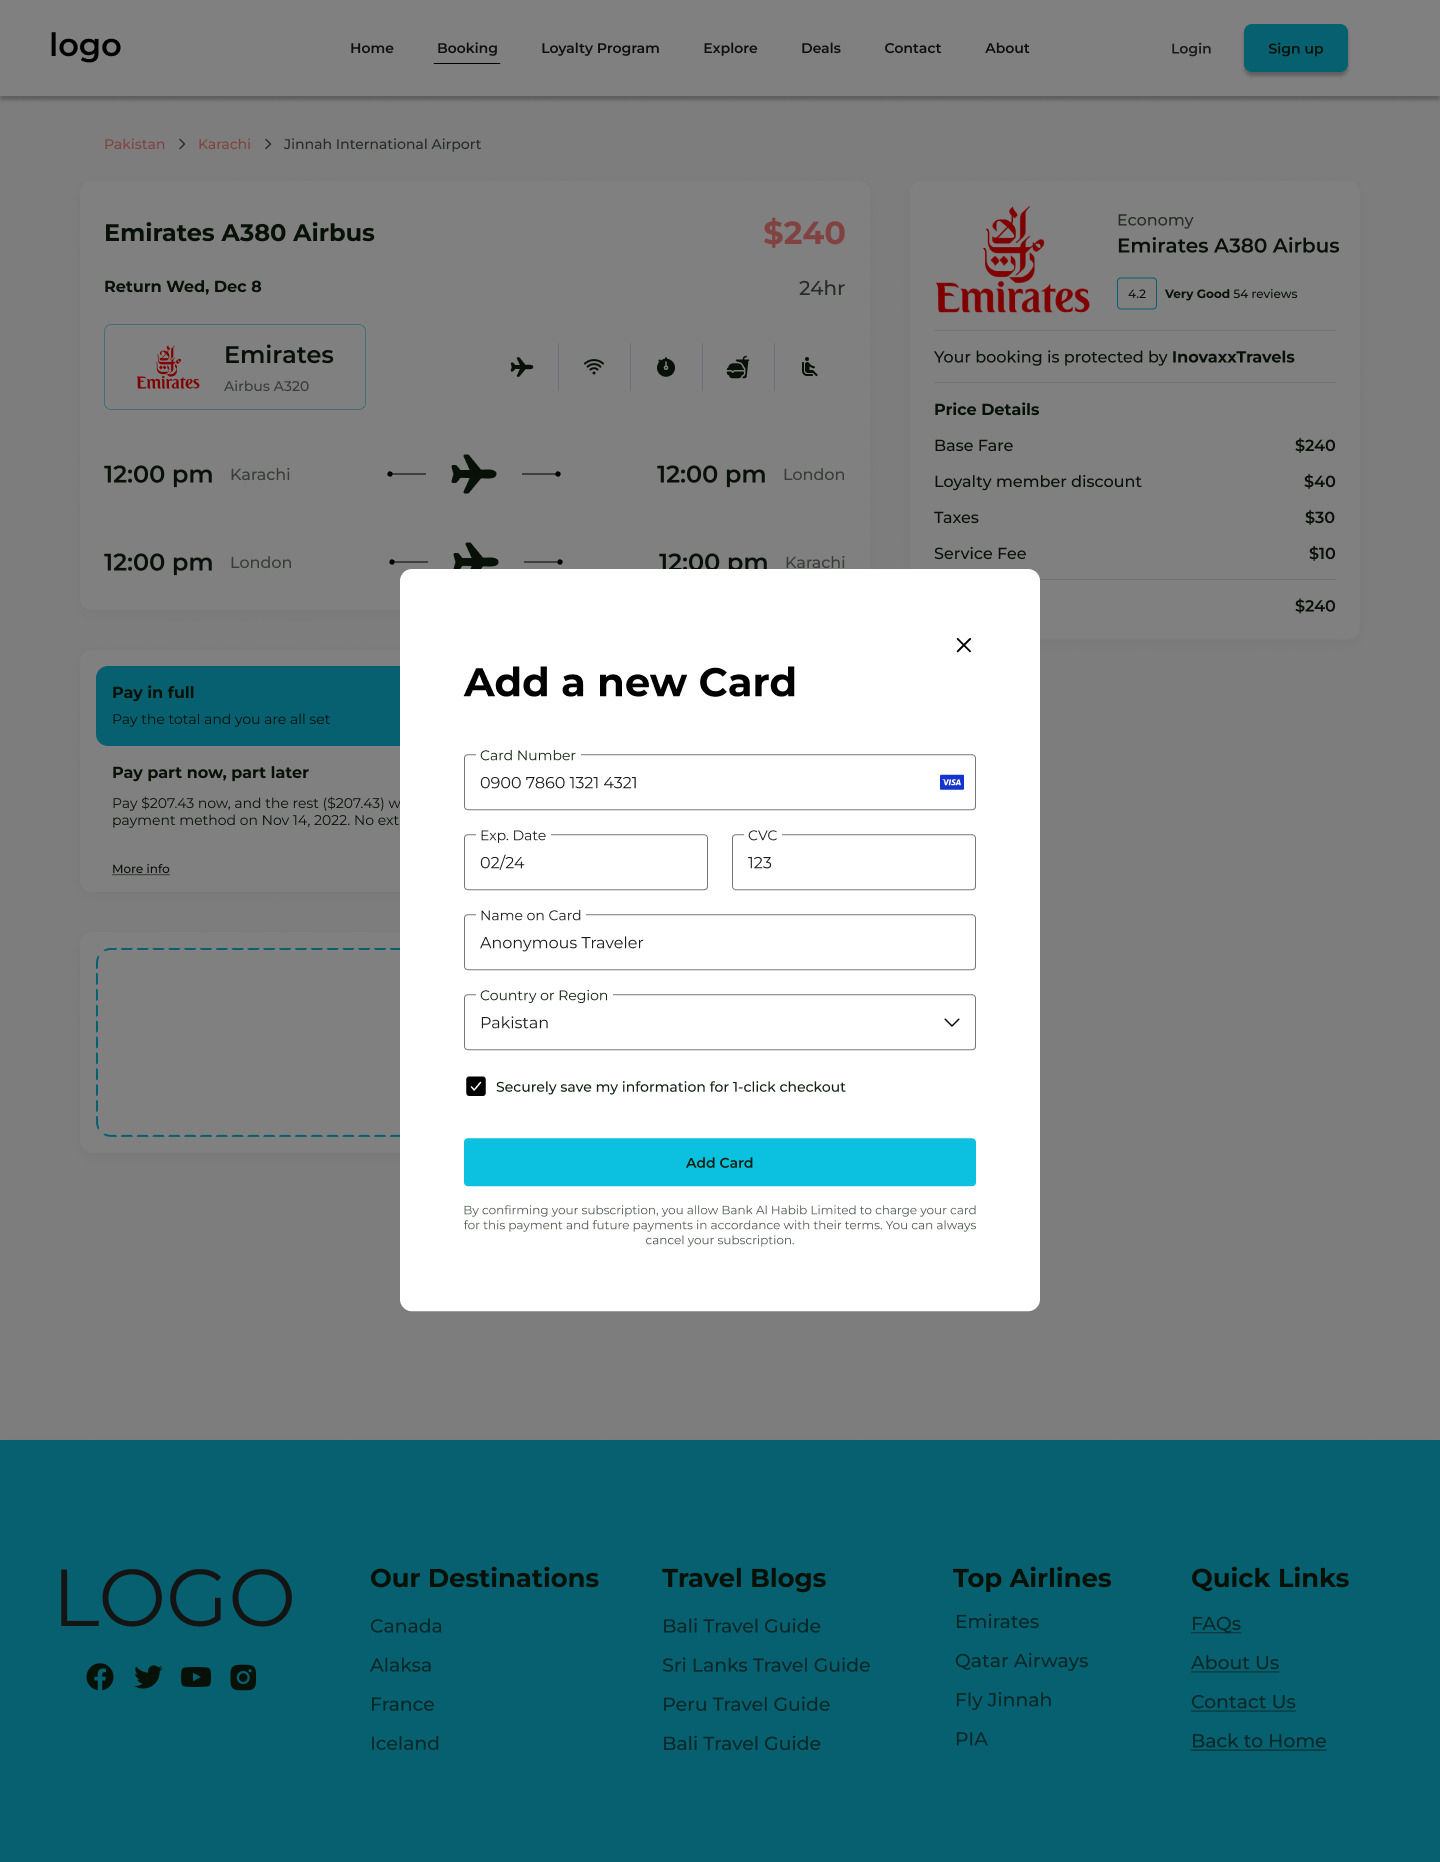 logo
Home Booking Loyalty Program Explore Deals Contact About Login Sign up
Pakistan Karachi Jinnah International Airport
Emirates A380 Airbus $240
Return Wed, Dec 8 24hr
Emirates
Emirates
Airbus A320
12:00 pm Karachi 12:00 pm London
12:00 pm London 12:00 pm Karachi
Emirates
Economy
Emirates A380 Airbus
4.2 Very Good 54 reviews
Your booking is protected by InovaxxTravels
Price Details
Base Fare $240
Loyalty member discount $40
Taxes $30
Service Fee $10
$240
Pay in full
Pay the total and you are all set
Pay part now, part later
Pay $207.43 now, and the rest ($207.43) w
payment method on Nov 14, 2022. No ext
More info
Add a new Card
Card Number
0900 7860 1321 4321 VISA
Exp. Date CVC
02/24 123
Name on Card
Anonymous Traveler
Country or Region
Pakistan
Securely save my information for 1-click checkout
Add Card
By confirming your subscription, you allow Bank Al Habib Limited to charge your card
for this payment and future payments in accordance with their terms. You can always
cancel your subscription.
LOGO
Our Destinations
Canada
Alaksa
France
Iceland
Travel Blogs
Bali Travel Guide
Sri Lanks Travel Guide
Peru Travel Guide
Bali Travel Guide
Top Airlines
Emirates
Qatar Airways
Fly Jinnah
PIA
Quick Links
FAQs
About Us
Contact Us
Back to Home